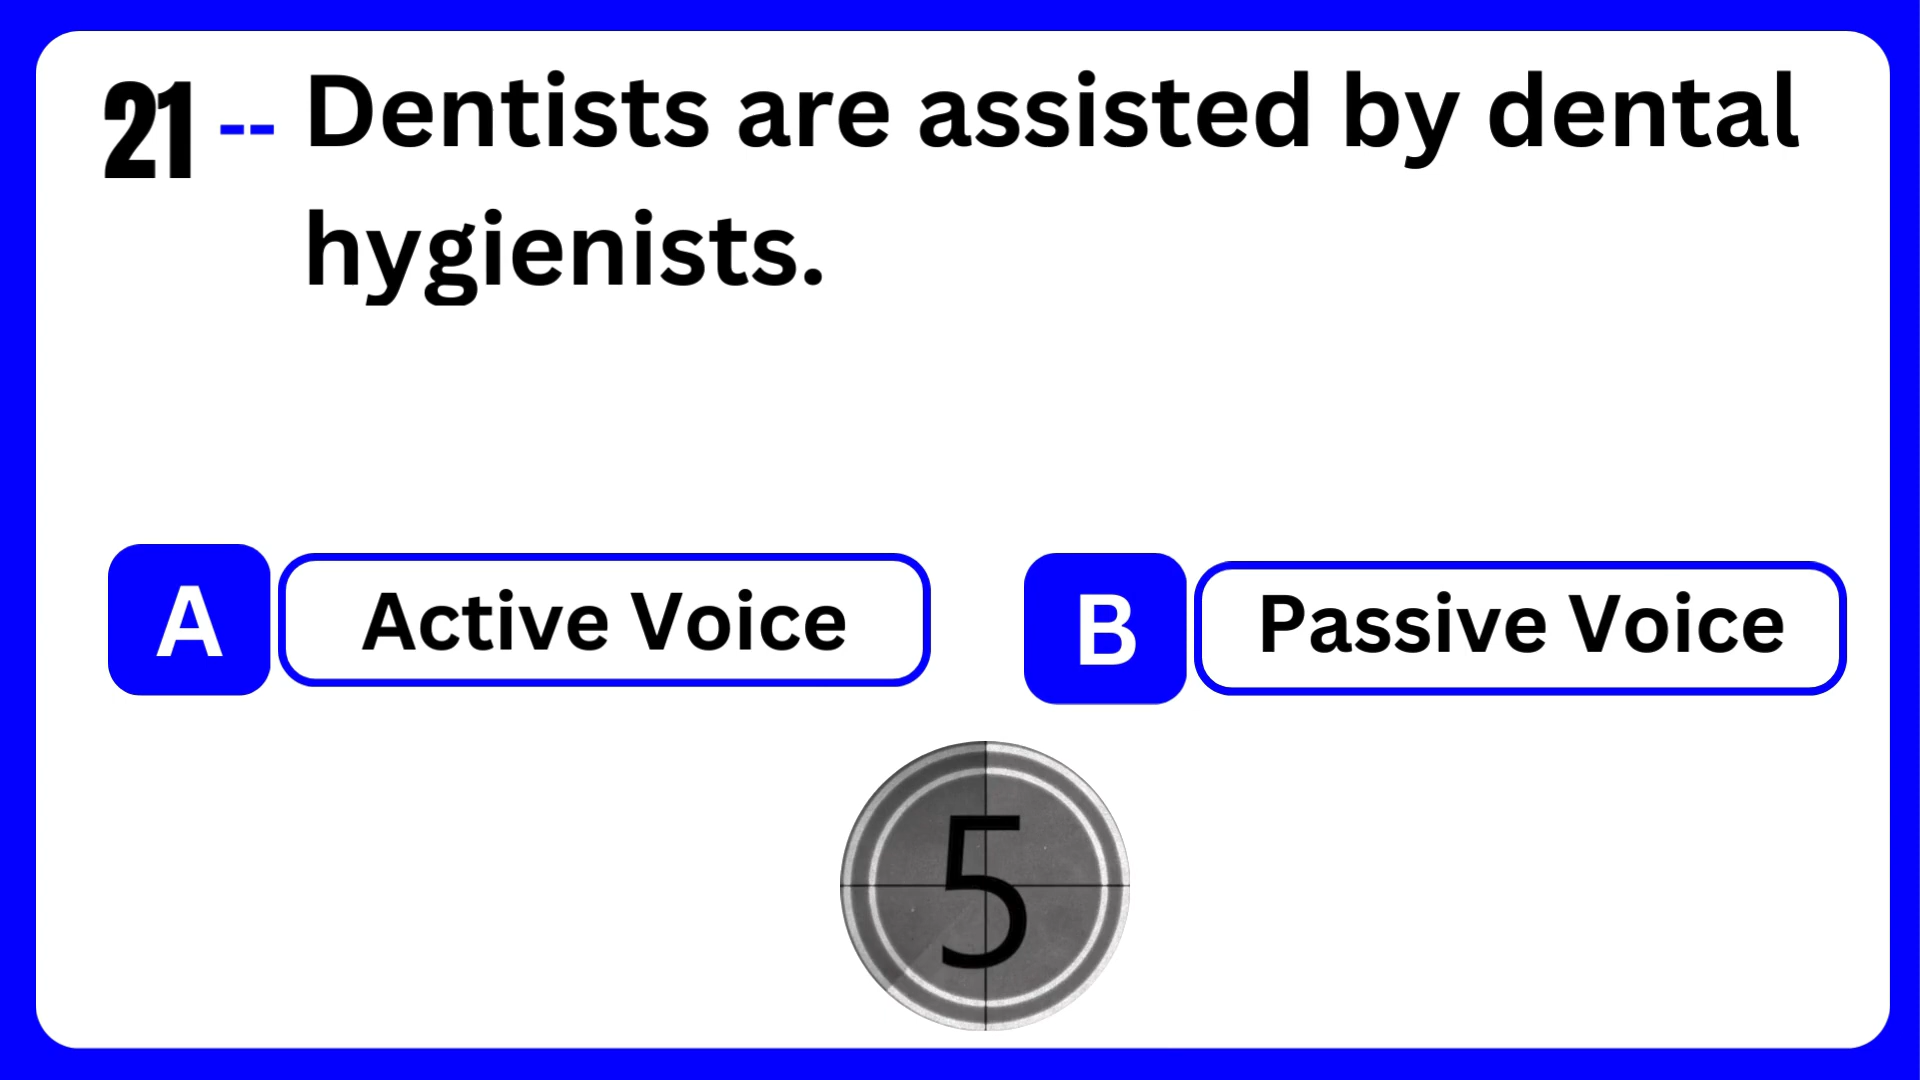 21 -- Dentists are assisted by dental
hygienists.
A Active Voice
B Passive Voice
5